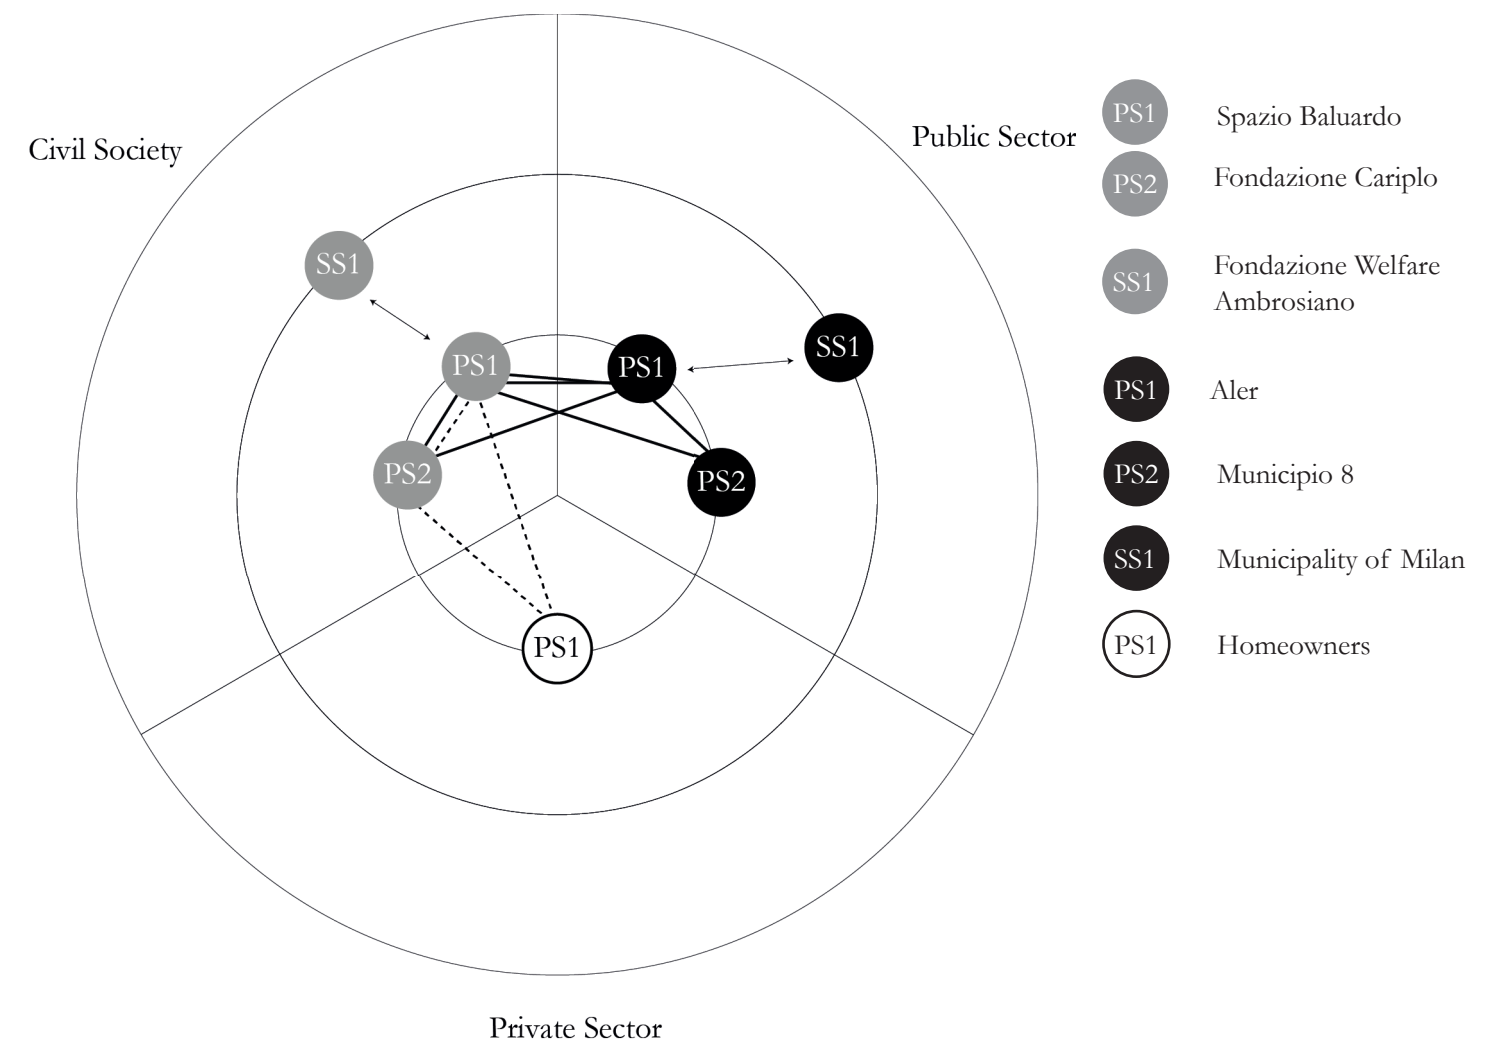 Civil Society
Public Sector
SS1
SS1
PS1
PS1
PS2
PS2
PS1
Private Sector
PS1 Spazio Baluardo
PS2 Fondazione Cariplo
SS1 Fondazione Welfare
Ambrosiano
PS1 Aler
PS2 Municipio 8
SS1 Municipality of Milan
PS1 Homeowners